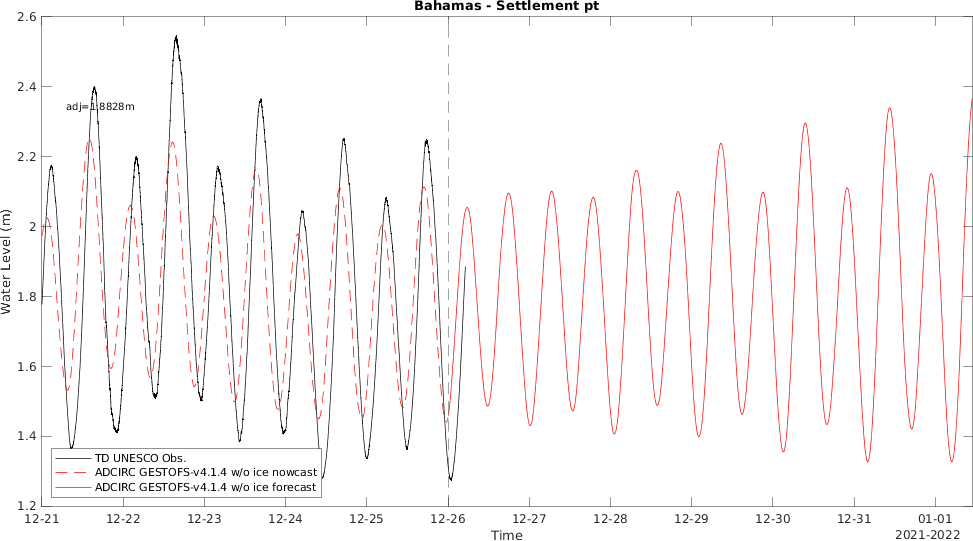 Bahamas - Settlement pt
2.6
2.4
2.2
2
1.8
1.6
1.4
1.2
Water Level (m)
adj=1.8828m
TD UNESCO Obs.
ADCIRC GESTOFS-v4.1.4 w/o ice nowcast
ADCIRC GESTOFS-v4.1.4 w/o ice forecast
12-21 12-22 12-23 12-24 12-25 12-26 12-27 12-28 12-29 12-30 12-31 01-01
Time
2021-2022